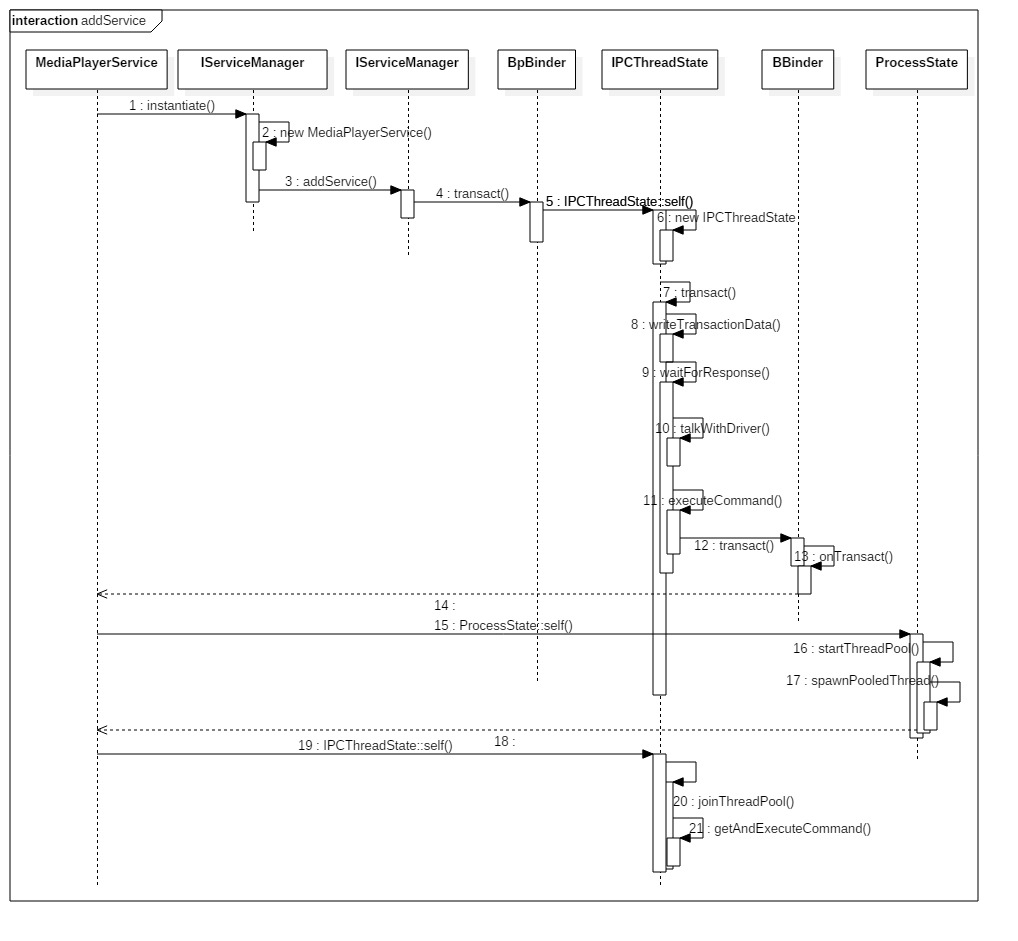 interaction addService
MediaPlayerService
IServiceManager
IServiceManager
BpBinder
IPCThreadState
BBinder
ProcessState
1 : instantiate()
2 : new MediaPlayerService()
3 : addService()
4 : transact()
5 : IPCThreadState::self()
6 : new IPCThreadState
7 : transact()
8 : writeTransactionData()
9 : waitForResponse()
10 : talkWithDriver()
11 : executeCommand()
12 : transact()
13 : onTransact()
14 :
15 : ProcessState::self()
16 : startThreadPool()
17 : spawnPooledThread()
18 :
19 : IPCThreadState::self()
20 : joinThreadPool()
21 : getAndExecuteCommand()